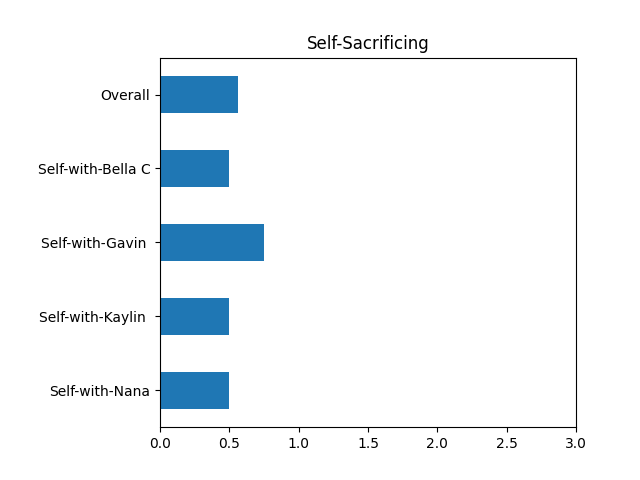 Self-Sacrificing
Overall
Self-with-Bella C
Self-with-Gavin
Self-with-Kaylin
Self-with-Nana
0.0 0.5 1.0 1.5 2.0 2.5 3.0